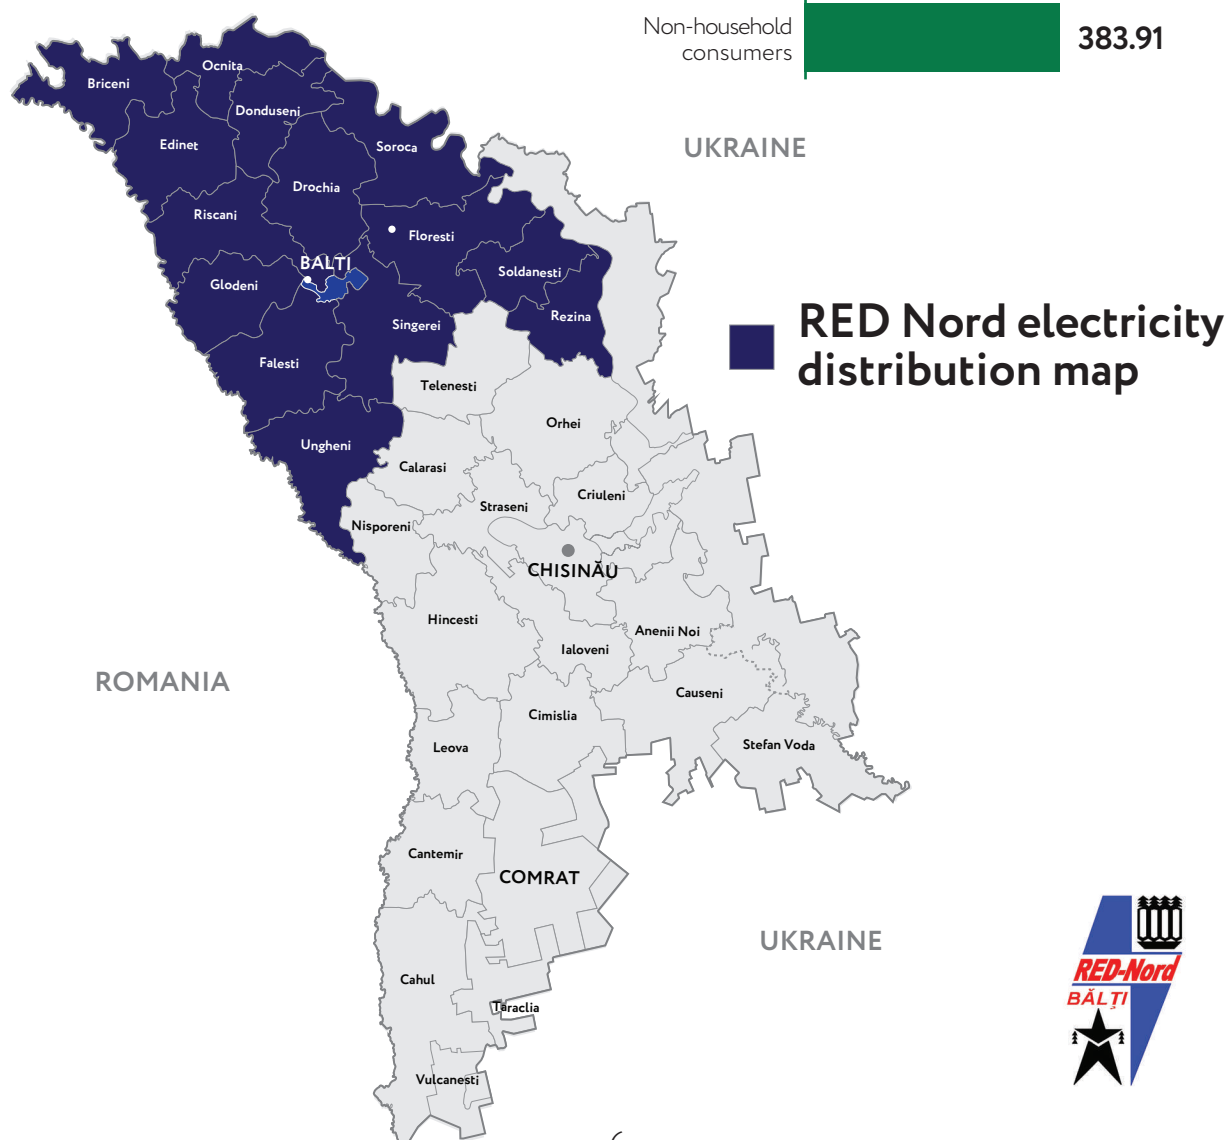 Non-household
consumers
383.91
Ocnita
Briceni
Donduseni
Edinet
Soroca
UKRAINE
Drochia
Riscani
Floresti
BALTI
Soldanesti
Glodeni
Rezina
Singerei
RED Nord electricity
distribution map
Falesti
Telenesti
Orhei
Ungheni
Calarasi
Criuleni
Straseni
Nisporeni
CHISINĂU
Hincesti
Anenii Noi
Ialoveni
ROMANIA
Causeni
Cimislia
Leova
Stefan Voda
Cantemir
COMRAT
UKRAINE
RED-Nord
BĂLŢI
Cahul
Taraclia
Vulcanesti